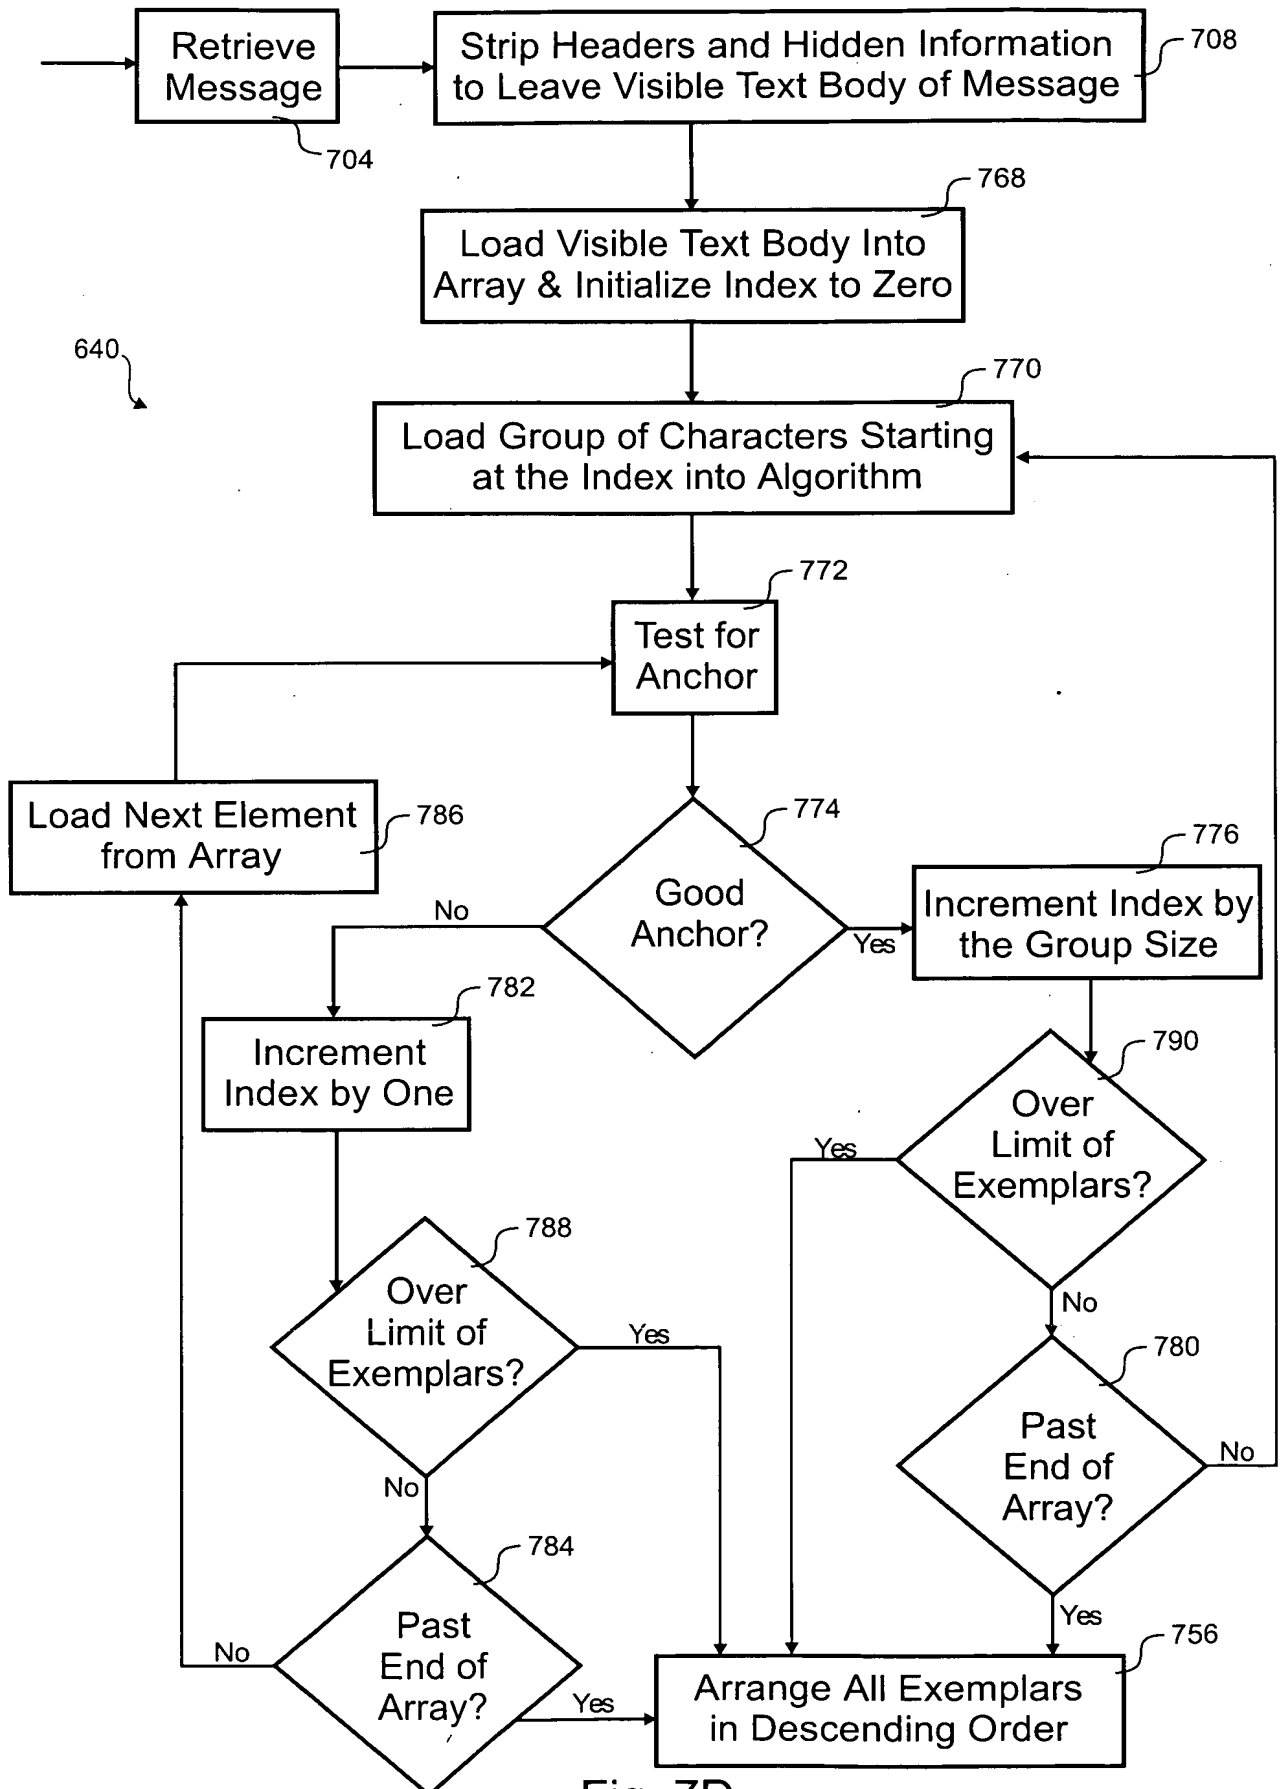 Retrieve
Message
704
Strip Headers and Hidden Information
to Leave Visible Text Body of Message
708
768
Load Visible Text Body Into
Array & Initialize Index to Zero
640
770
Load Group of Characters Starting
at the Index into Algorithm
772
Test for
Anchor
Load Next Element
from Array
786
774
Good
Anchor?
No
Yes
776
Increment Index by
the Group Size
782
Increment
Index by One
790
Over
Limit of
Exemplars?
Yes
No
788
Over
Limit of
Exemplars?
Yes
No
780
Past
End of
Array?
No
Yes
784
Past
End of
Array?
No
Yes
756
Arrange All Exemplars
in Descending Order